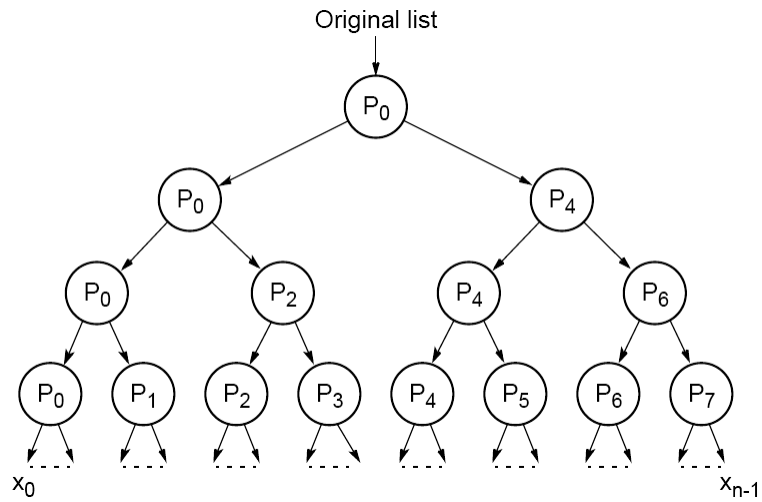 Original list
P₀
P₀ P₄
P₀ P₂ P₄ P₆
P₀ P₁ P₂ P₃ P₄ P₅ P₆ P₇
x₀ xₙ₋₁